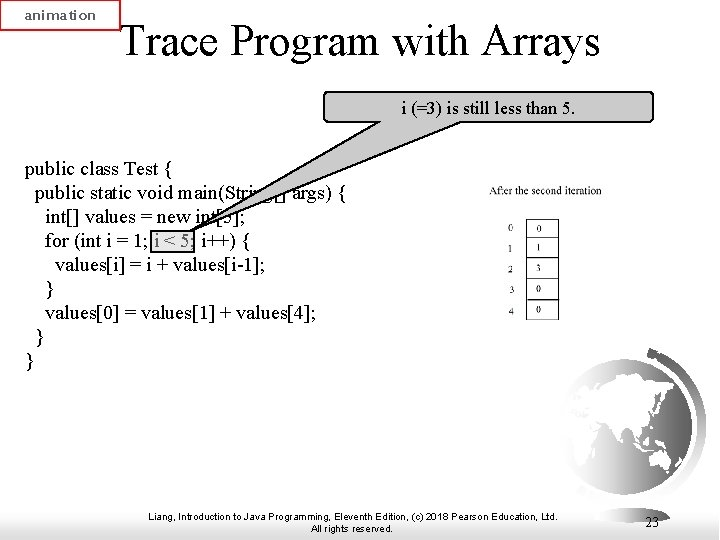 animation
Trace Program with Arrays
i (=3) is still less than 5.
public class Test {
public static void main(String[] args) {
int[] values = new int[5];
for (int i = 1; i < 5; i++) {
values[i] = i + values[i-1];
}
values[0] = values[1] + values[4];
}
}
After the second iteration
0 0
1 1
2 3
3 0
4 0
Liang, Introduction to Java Programming, Eleventh Edition, (c) 2018 Pearson Education, Ltd.
All rights reserved.
23